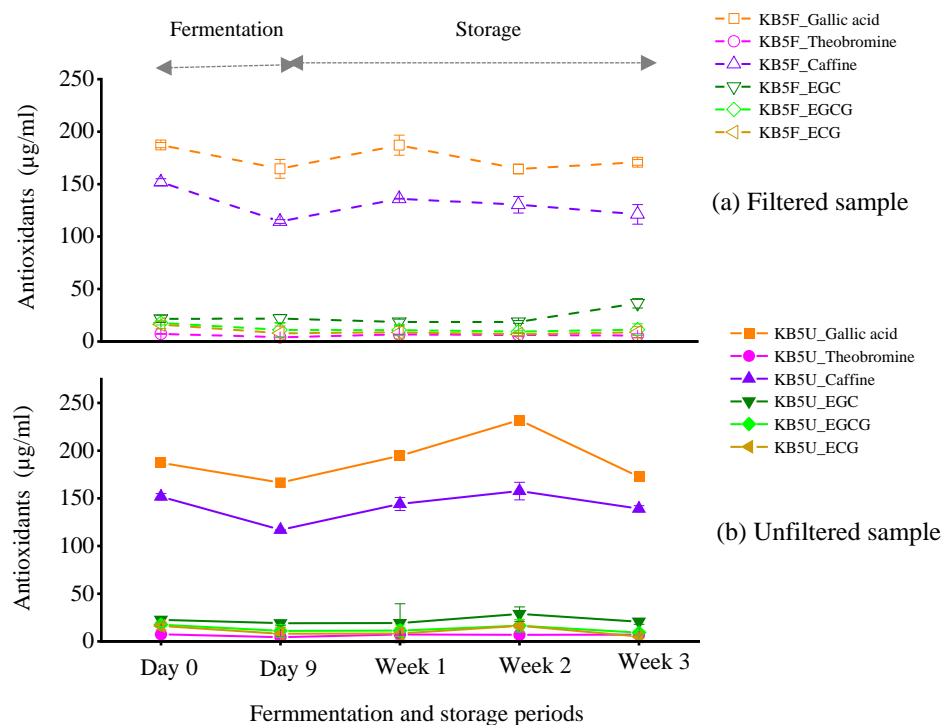 Fermentation
Storage
KB5F_Gallic acid
KB5F_Theobromine
KB5F_Caffine
KB5F_EGC
KB5F_EGCG
KB5F_ECG
250
200
150
100
50
0
Antioxidants (µg/ml)
(a) Filtered sample
KB5U_Gallic acid
KB5U_Theobromine
KB5U_Caffine
KB5U_EGC
KB5U_EGCG
KB5U_ECG
250
200
150
100
50
0
Antioxidants (µg/ml)
(b) Unfiltered sample
Day 0 Day 9 Week 1 Week 2 Week 3
Fermmentation and storage periods